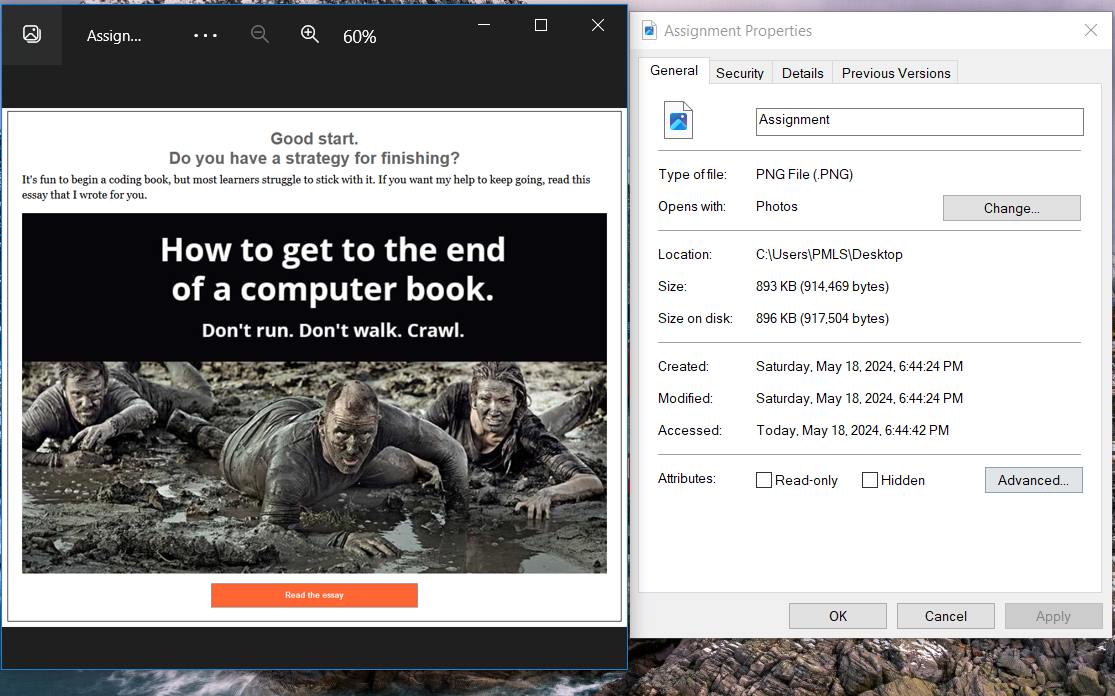 Assign...
60%
Good start.
Do you have a strategy for finishing?
It's fun to begin a coding book, but most learners struggle to stick with it. If you want my help to keep going, read this
essay that I wrote for you.
How to get to the end
of a computer book.
Don't run. Don't walk. Crawl.
Read the essay
Assignment Properties
General Security Details Previous Versions
Assignment
Type of file: PNG File (.PNG)
Opens with: Photos Change...
Location: C:\Users\PMLS\Desktop
Size: 893 KB (914,469 bytes)
Size on disk: 896 KB (917,504 bytes)
Created: Saturday, May 18, 2024, 6:44:24 PM
Modified: Saturday, May 18, 2024, 6:44:24 PM
Accessed: Today, May 18, 2024, 6:44:42 PM
Attributes: Read-only Hidden Advanced...
OK Cancel Apply